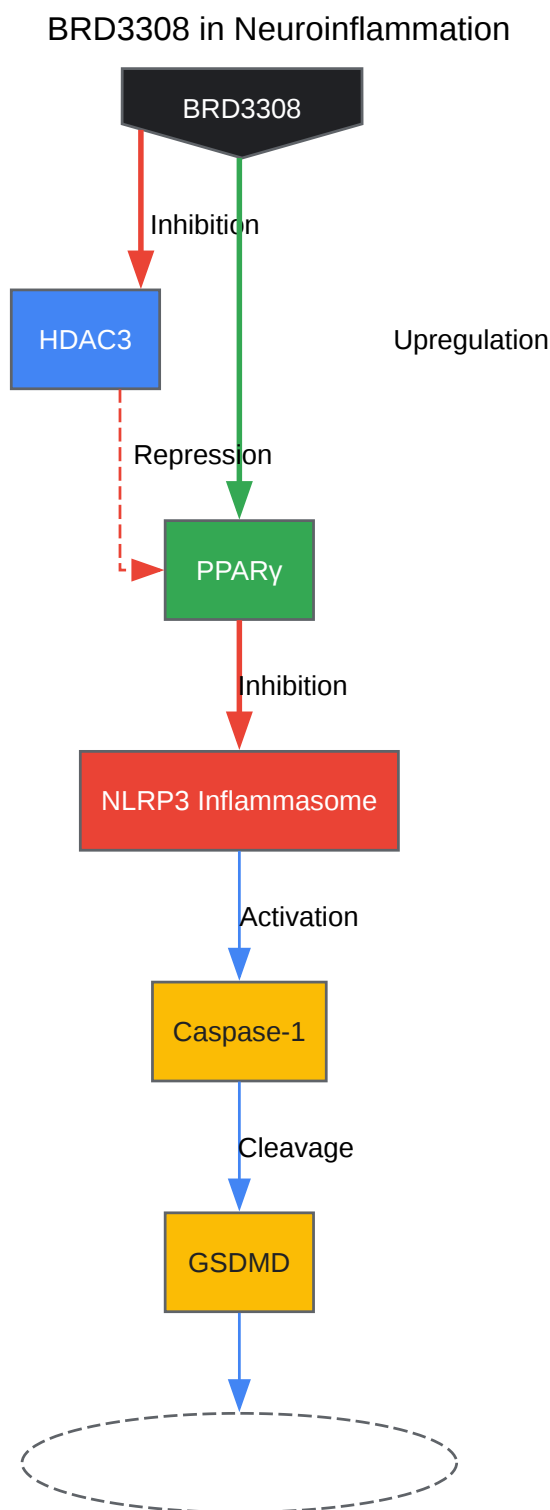 BRD3308 in Neuroinflammation
BRD3308
Inhibition
HDAC3
Upregulation
Repression
PPARγ
Inhibition
NLRP3 Inflammasome
Activation
Caspase-1
Cleavage
GSDMD